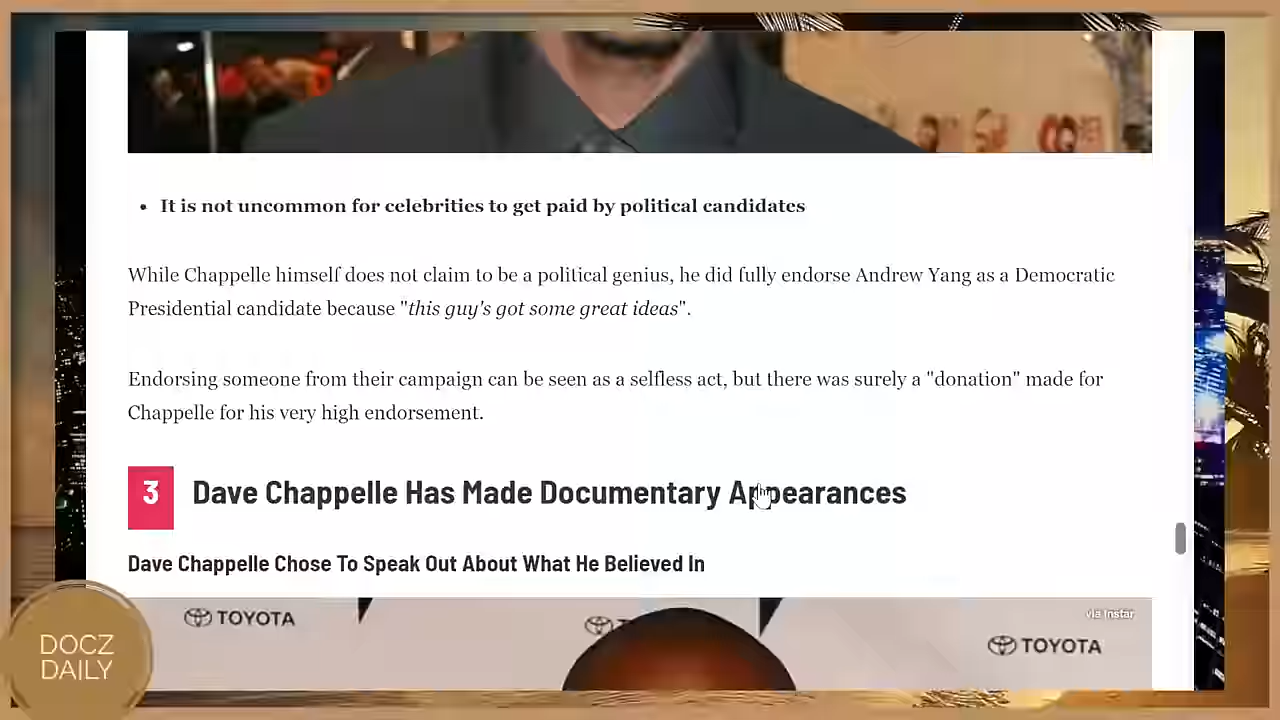 It is not uncommon for celebrities to get paid by political candidates
While Chappelle himself does not claim to be a political genius, he did fully endorse Andrew Yang as a Democratic
Presidential candidate because "this guy's got some great ideas".
Endorsing someone from their campaign can be seen as a selfless act, but there was surely a "donation" made for
Chappelle for his very high endorsement.
3 Dave Chappelle Has Made Documentary Appearances
Dave Chappelle Chose To Speak Out About What He Believed In
TOYOTA
via Instar
TOYOTA
DOCZ
DAILY